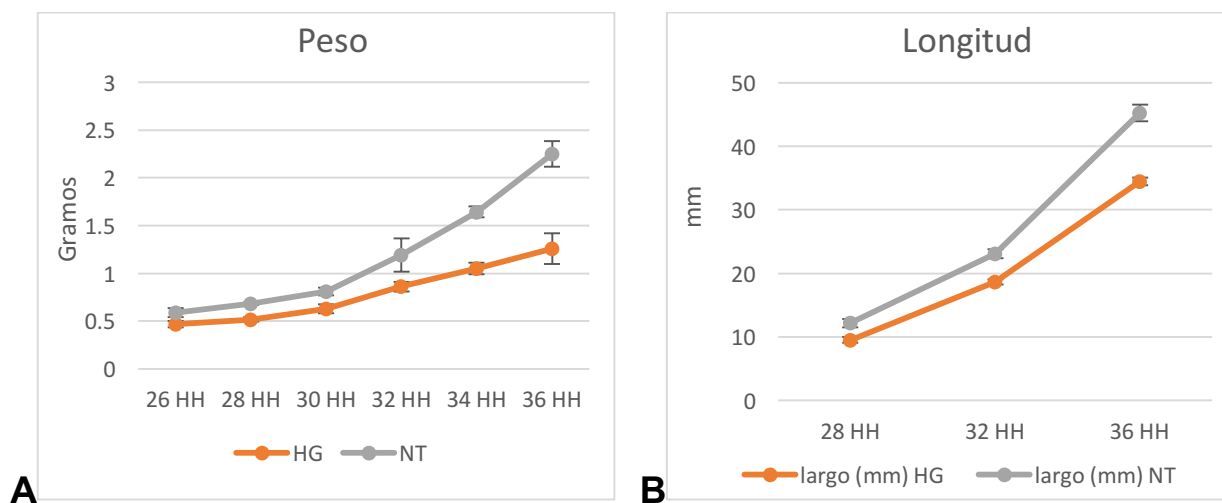 Peso
Gramos
3
2.5
2
1.5
1
0.5
0
26 HH 28 HH 30 HH 32 HH 34 HH 36 HH
HG NT
A
Longitud
mm
50
40
30
20
10
0
28 HH 32 HH 36 HH
largo (mm) HG largo (mm) NT
B